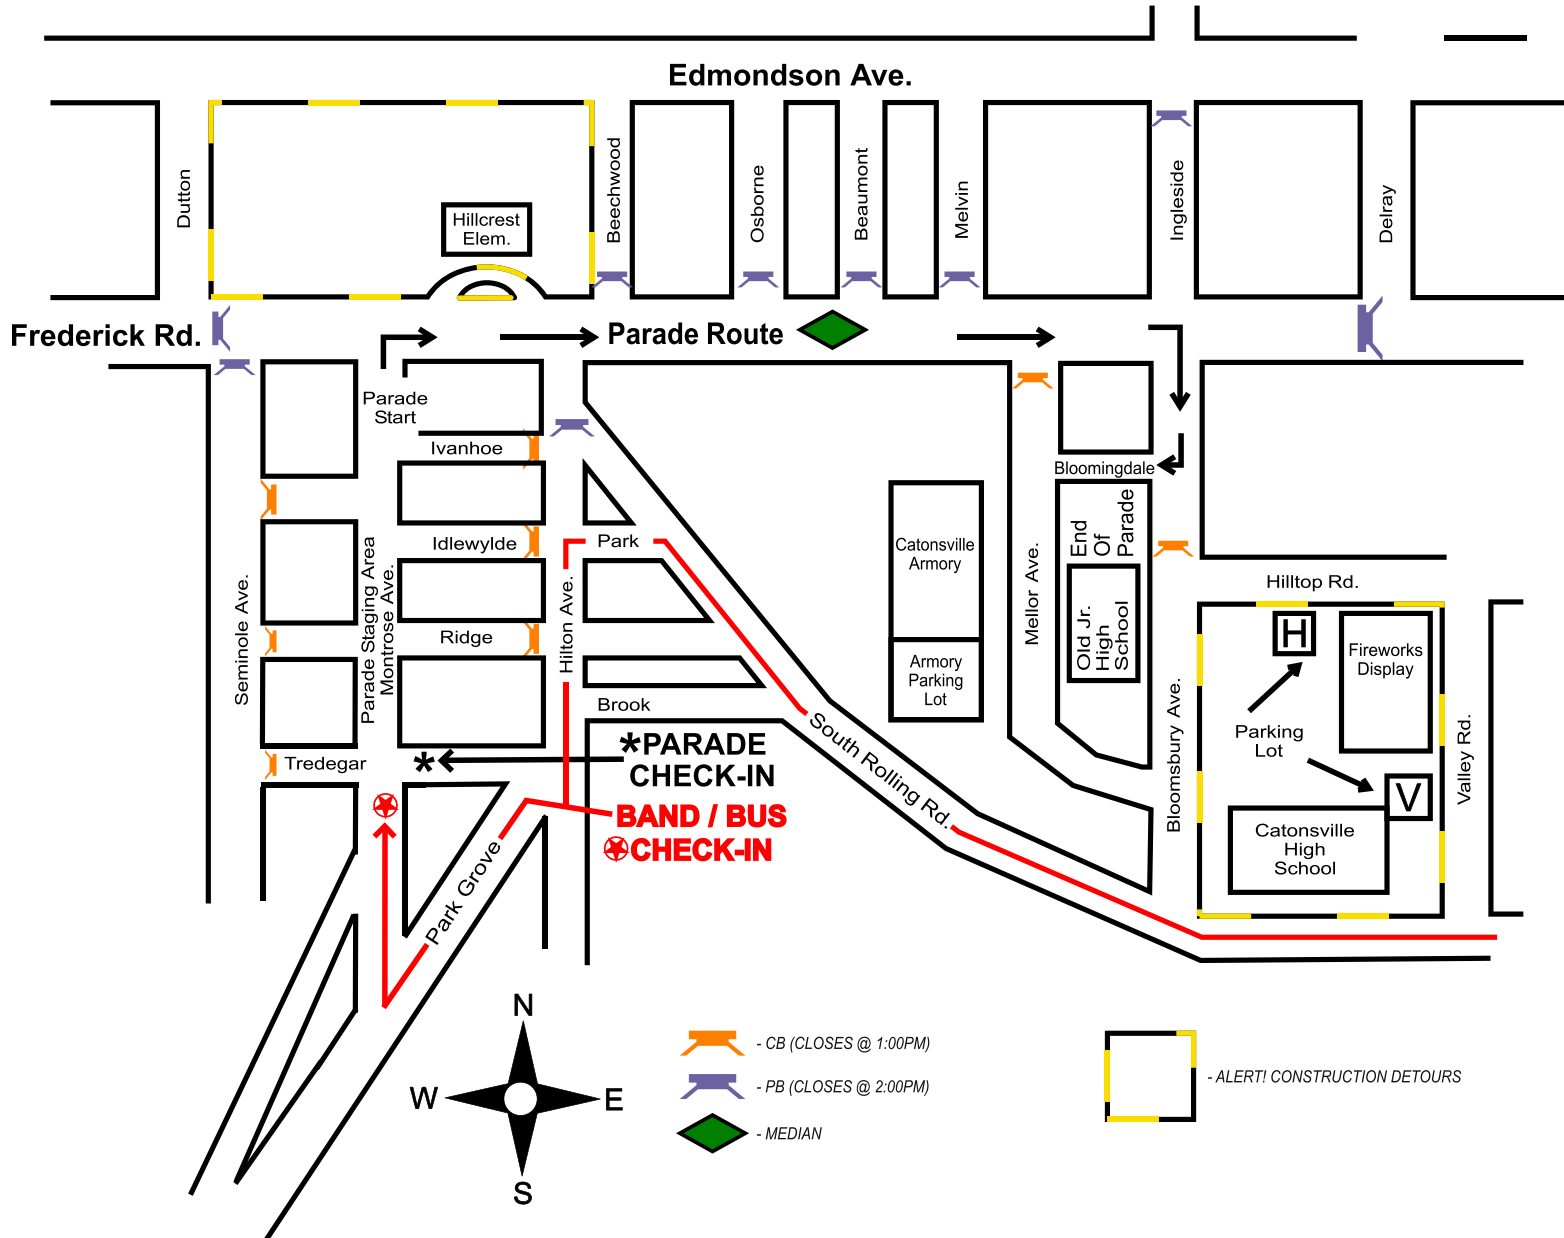 Edmondson Ave.
Dutton
Beechwood
Osborne
Beaumont
Melvin
Ingleside
Delray
Hillcrest
Elem.
Frederick Rd.
Parade Route
Parade
Start
Ivanhoe
Bloomingdale
Idlewylde
Park
Catonsville
Armory
End
Of
Parade
Hilltop Rd.
Seminole Ave.
Parade Staging Area
Montrose Ave.
Ridge
Hilton Ave.
Mellor Ave.
Old Jr.
High
School
H
Fireworks
Display
Armory
Parking
Lot
Brook
Bloomsbury Ave.
Parking
Lot
Valley Rd.
South Rolling Rd.
Tredegar
*
*PARADE
CHECK-IN
V
BAND / BUS
CHECK-IN
Catonsville
High
School
Park Grove
N
W
E
S
- CB (CLOSES @ 1:00PM)
- PB (CLOSES @ 2:00PM)
- MEDIAN
- ALERT! CONSTRUCTION DETOURS